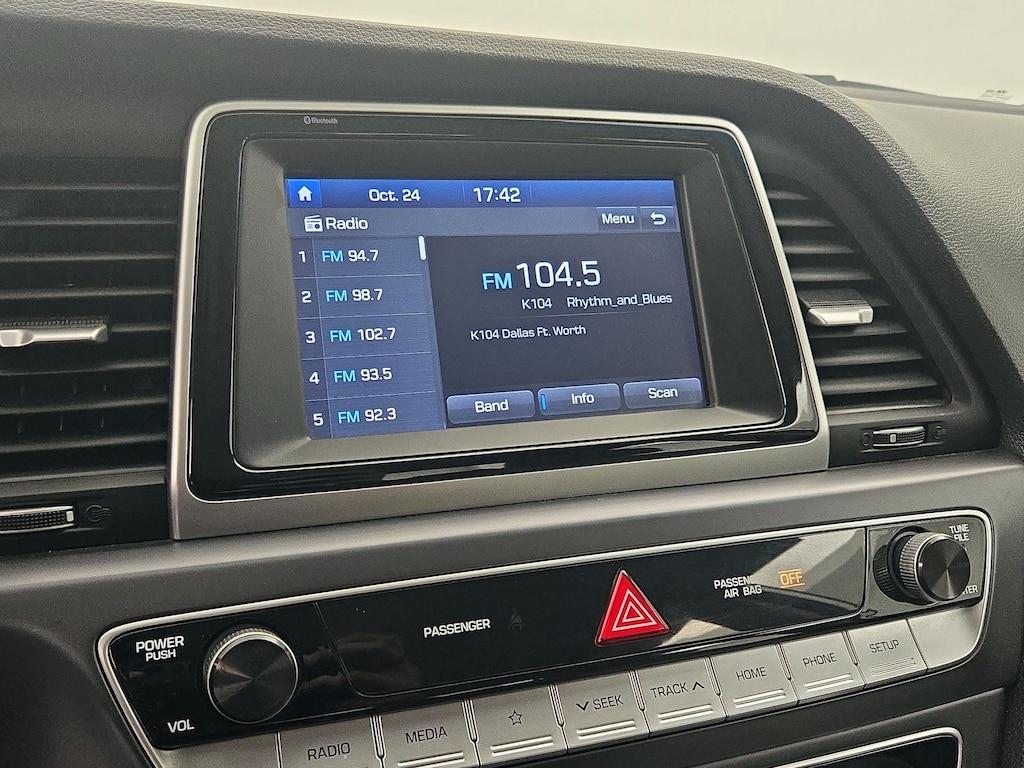 Bluetooth
Oct. 24 17:42
Radio Menu
1 FM 94.7
2 FM 98.7
3 FM 102.7
4 FM 93.5
5 FM 92.3
FM 104.5
K104 Rhythm_and_Blues
K104 Dallas Ft. Worth
Band Info Scan
POWER
PUSH
VOL
PASSENGER
AIR BAG OFF
TUNE
RADIO MEDIA SEEK TRACK HOME PHONE SETUP